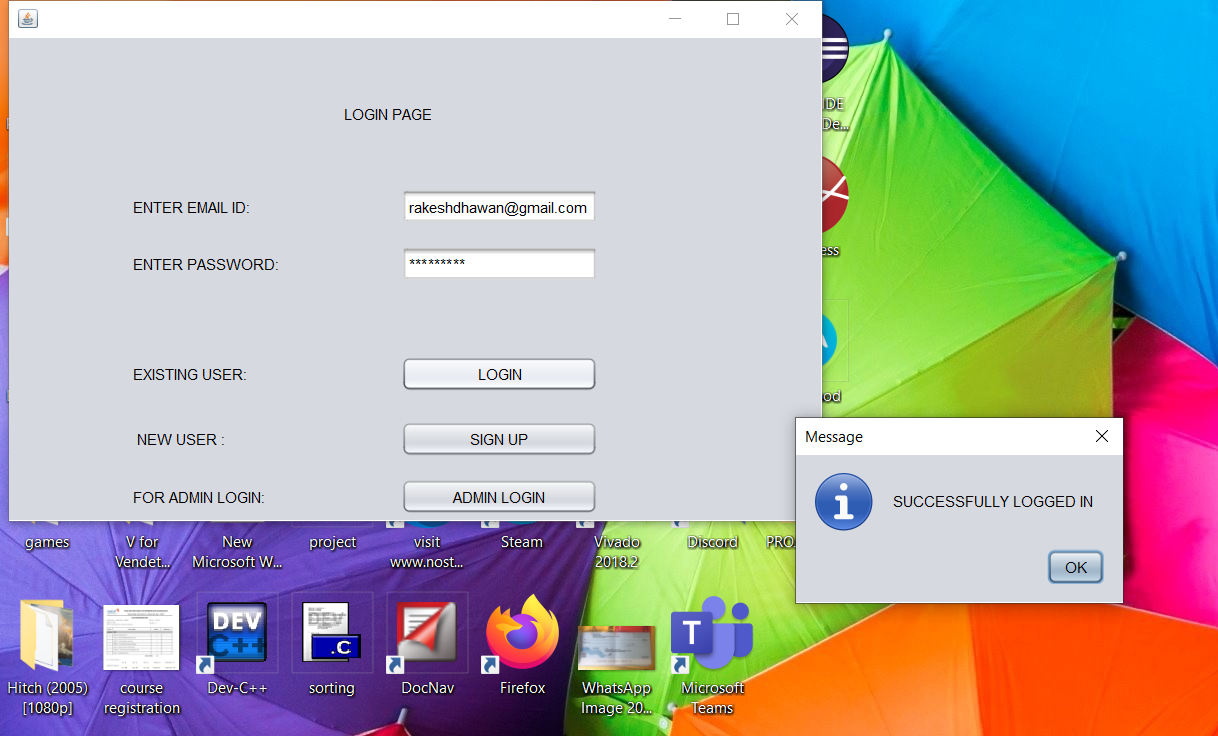 LOGIN PAGE
ENTER EMAIL ID:
rakeshdhawan@gmail.com
ENTER PASSWORD:
*********
EXISTING USER:
LOGIN
NEW USER :
SIGN UP
FOR ADMIN LOGIN:
ADMIN LOGIN
IDE
De...
ess
od
Message
SUCCESSFULLY LOGGED IN
OK
games
V for
Vendet...
New
Microsoft W...
project
visit
www.nost...
Steam
Vivado
2018.2
Discord
PRO
DEV
C++
DEV
.C
T
Hitch (2005)
[1080p]
course
registration
Dev-C++
sorting
DocNav
Firefox
WhatsApp
Image 20...
Microsoft
Teams